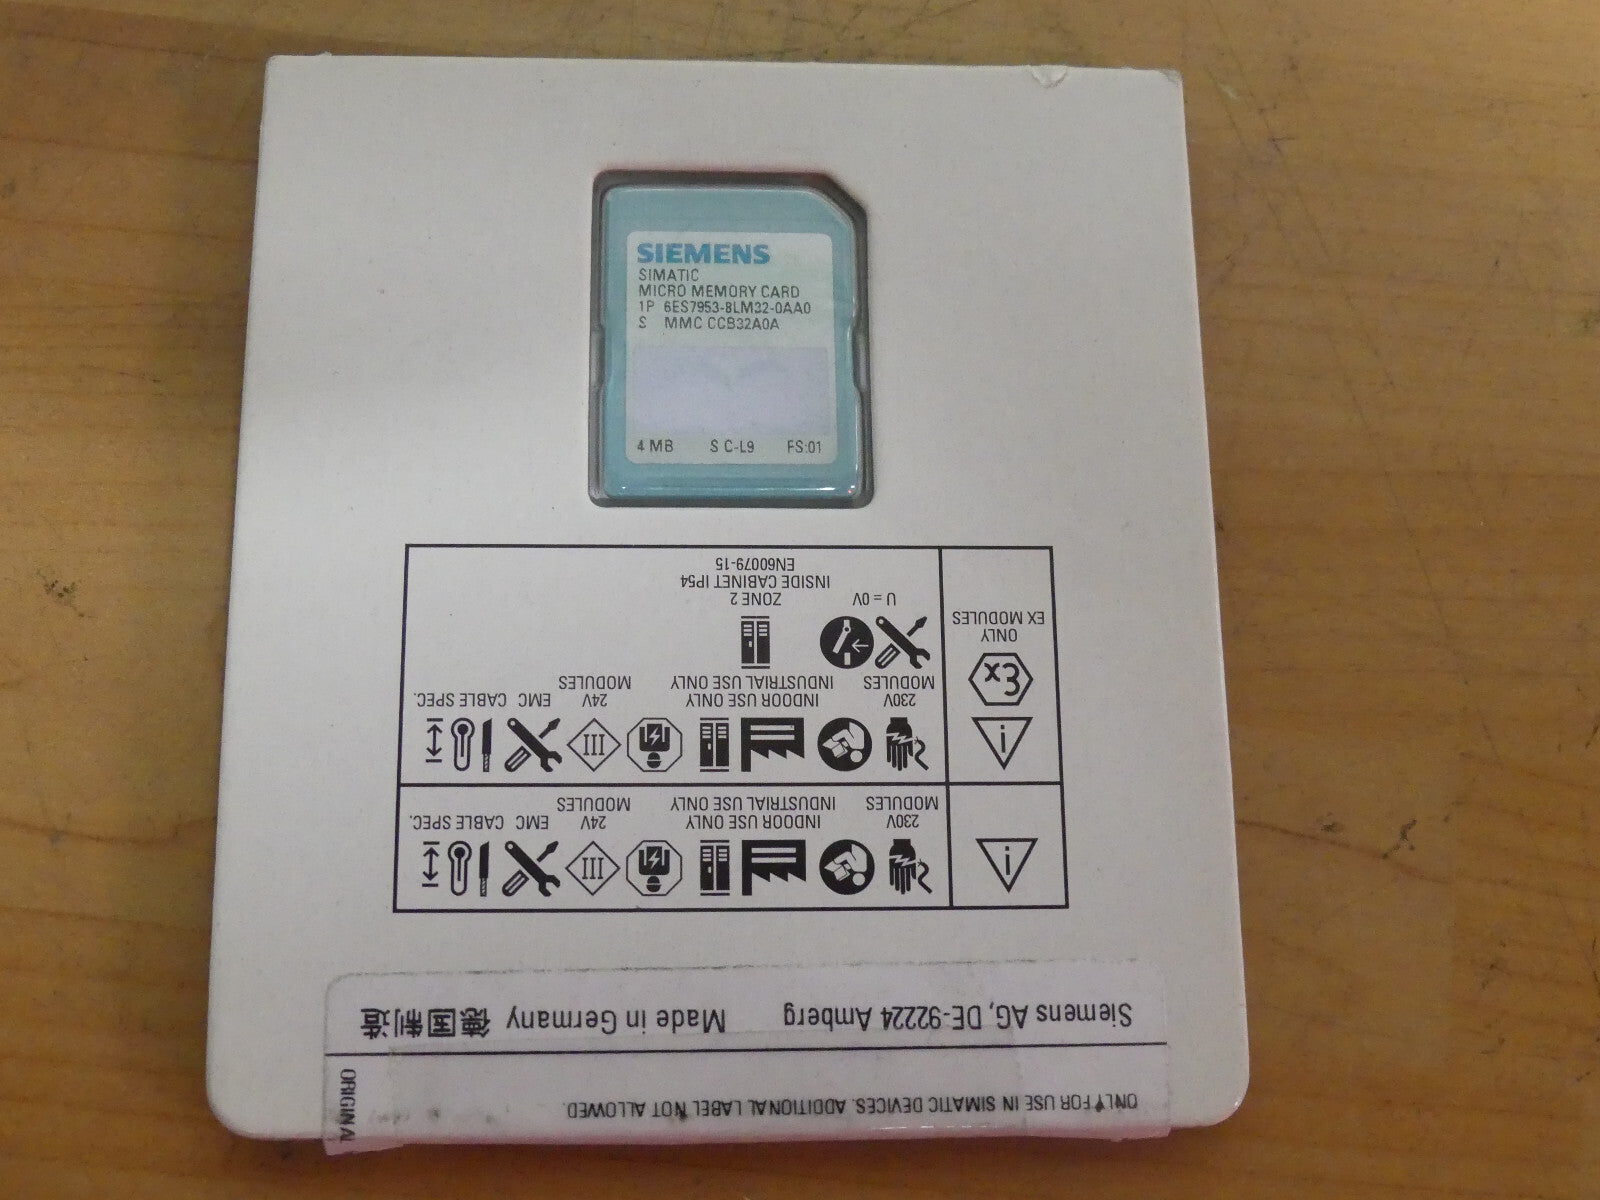 SIEMENS
SIMATIC
MICRO MEMORY CARD
1P 6ES7953-8LM32-0AA0
S MMC CCB32A0A
4 MB S C-L9 FS:01
ONLY FOR USE IN SIMATIC DEVICES. ADDITIONAL LABEL NOT ALLOWED.
ORIGINAL
Siemens AG, DE-92224 Amberg Made in Germany 德国制造
i
III
230V
MODULES
INDOOR USE ONLY
INDUSTRIAL USE ONLY
24V
MODULES
EMC CABLE SPEC.
i
Ex
ONLY
EX MODULES
III
230V
MODULES
INDOOR USE ONLY
INDUSTRIAL USE ONLY
24V
MODULES
EMC CABLE SPEC.
U = 0V
ZONE 2
INSIDE CABINET IP54
EN60079-15